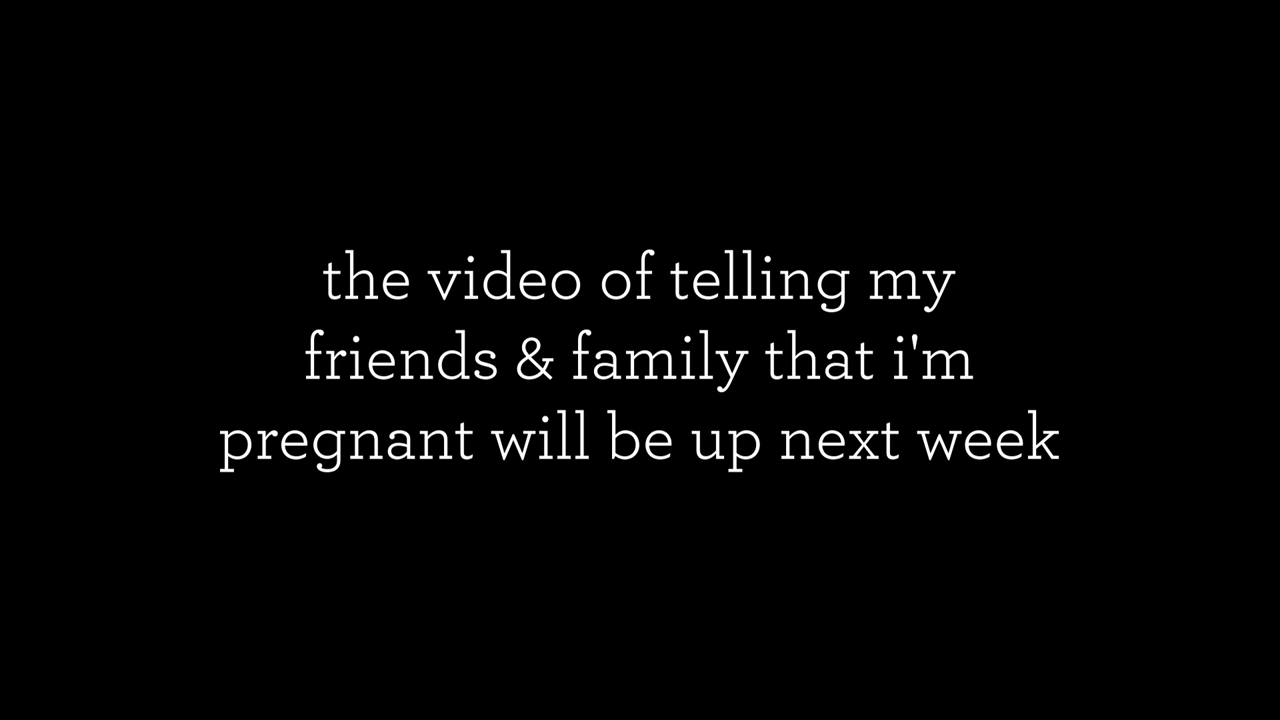 the video of telling my
friends & family that i'm
pregnant will be up next week